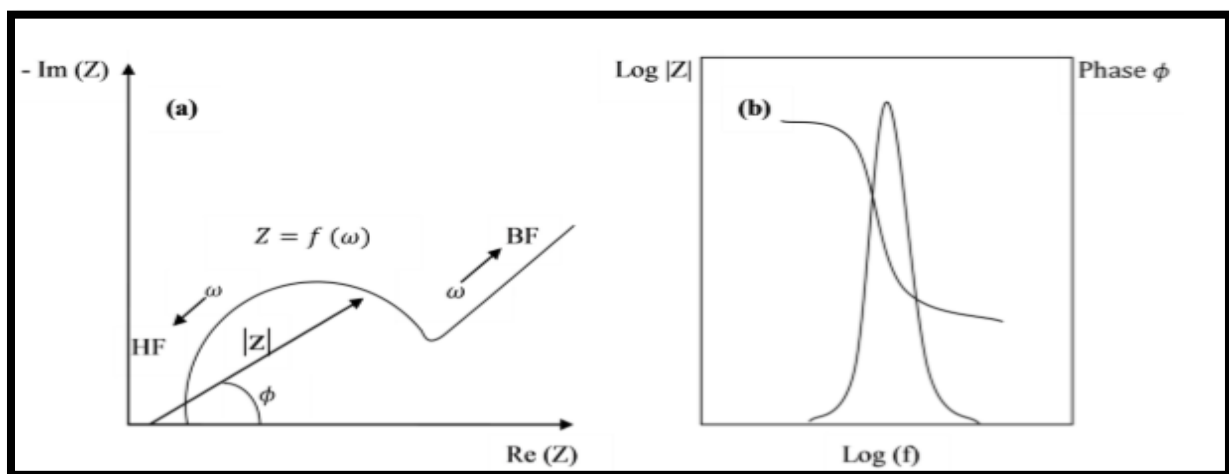 - Im (Z)
(a)
Z = f (ω)
BF
ω
ω
HF
|Z|
ϕ
Re (Z)
Log |Z|
Phase ϕ
(b)
Log (f)